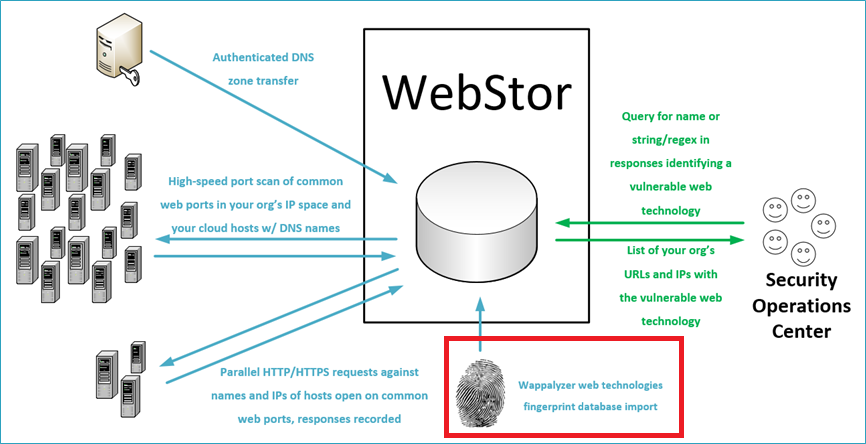 Authenticated DNS
zone transfer
WebStor
High-speed port scan of common
web ports in your org's IP space and
your cloud hosts w/ DNS names
Parallel HTTP/HTTPS requests against
names and IPs of hosts open on common
web ports, responses recorded
Wappalyzer web technologies
fingerprint database import
Query for name or
string/regex in
responses identifying a
vulnerable web
technology
List of your org's
URLs and IPs with
the vulnerable web
technology
Security
Operations
Center